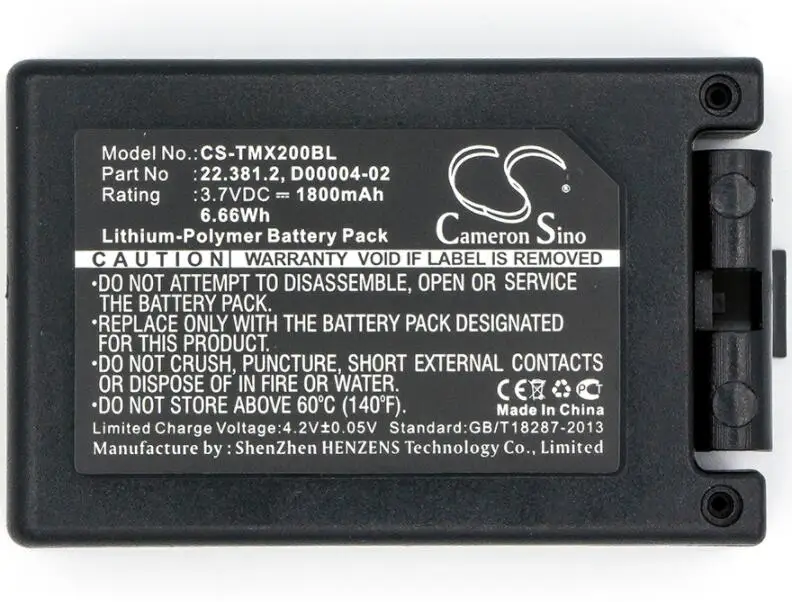 Model No.:CS-TMX200BL
Part No :22.381.2, D00004-02
Rating :3.7VDC ⎓ 1800mAh
6.66Wh
Lithium-Polymer Battery Pack
CS®
Cameron Sino
CAUTION| WARRANTY VOID IF LABEL IS REMOVED
·DO NOT ATTEMPT TO DISASSEMBLE, OPEN OR SERVICE
THE BATTERY PACK.
·REPLACE ONLY WITH THE BATTERY PACK DESIGNATED
FOR THIS PRODUCT.
·DO NOT CRUSH, PUNCTURE, SHORT EXTERNAL CONTACTS
OR DISPOSE OF IN FIRE OR WATER.
·DO NOT STORE ABOVE 60℃ (140℉).
CE PCT
Made In China
Limited Charge Voltage:4.2V±0.05V Standard:GB/T18287-2013
Manufacture by : ShenZhen HENZENS Technology Co., Limited